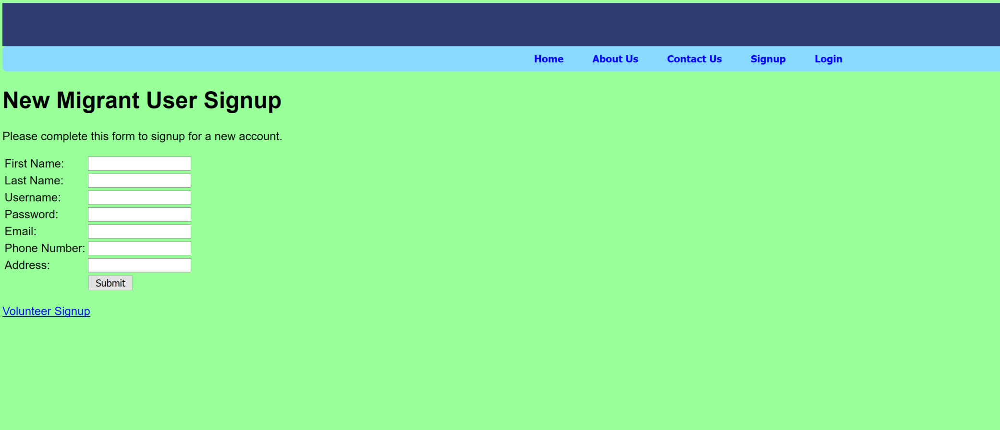 Home About Us Contact Us Signup Login
New Migrant User Signup
Please complete this form to signup for a new account.
First Name:
Last Name:
Username:
Password:
Email:
Phone Number:
Address:
Submit
Volunteer Signup